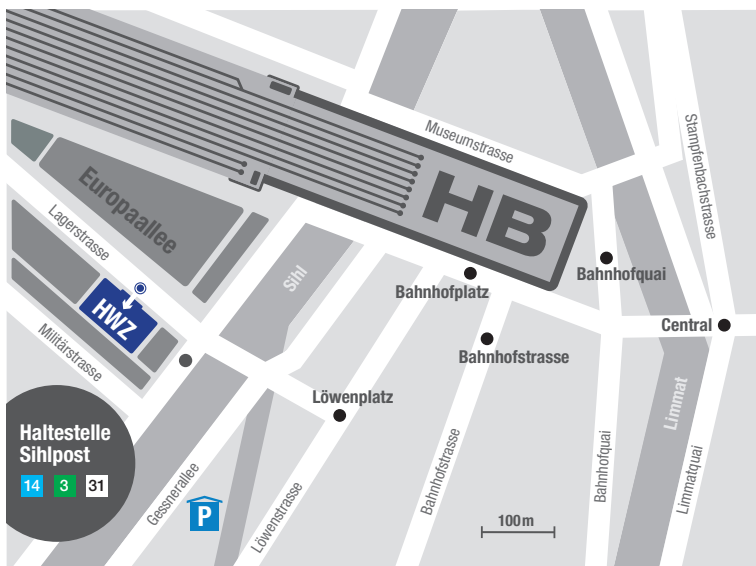 Museumstrasse
Stampfenbachstrasse
HB
Europaallee
Lagerstrasse
Sihl
Bahnhofplatz
Bahnhofquai
HWZ
Central
Bahnhofstrasse
Militärstrasse
Löwenplatz
Limmat
Haltestelle
Sihlpost
14 3 31
Gessnerallee
P
Löwenstrasse
Bahnhofstrasse
Bahnhofquai
Limmatquai
100 m